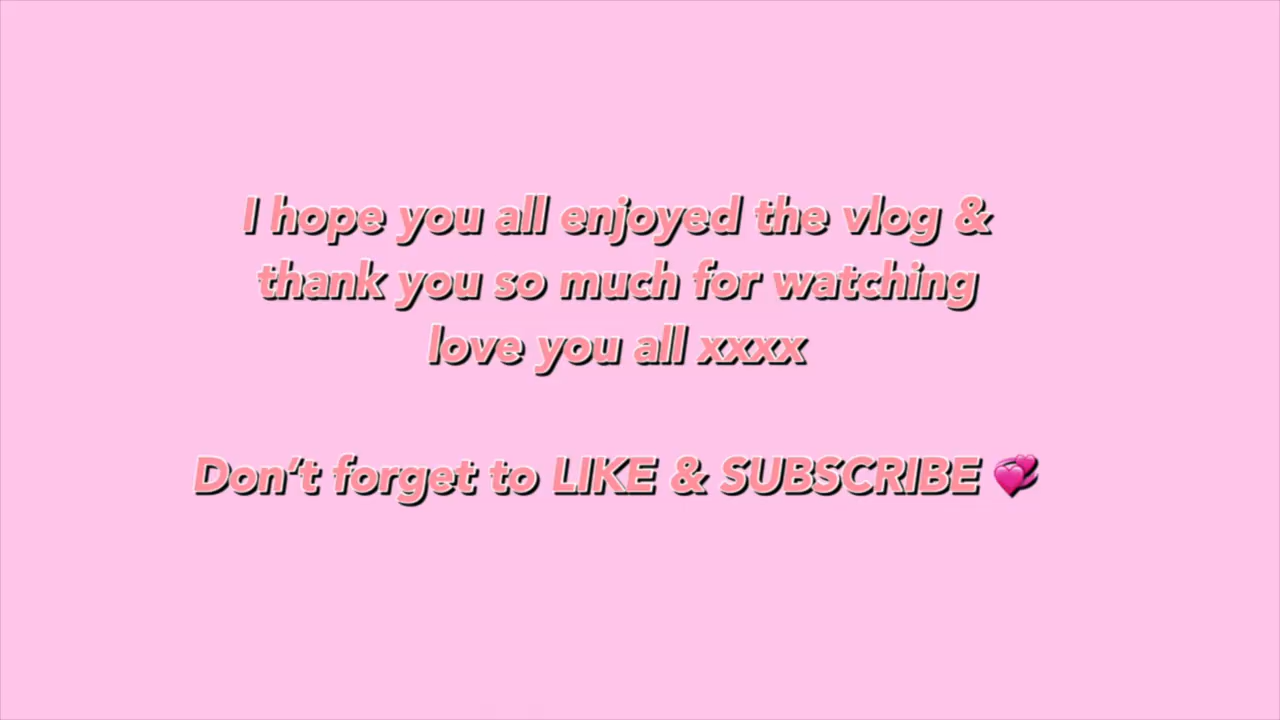 I hope you all enjoyed the vlog &
thank you so much for watching
love you all xxxx
Don’t forget to LIKE & SUBSCRIBE 💞